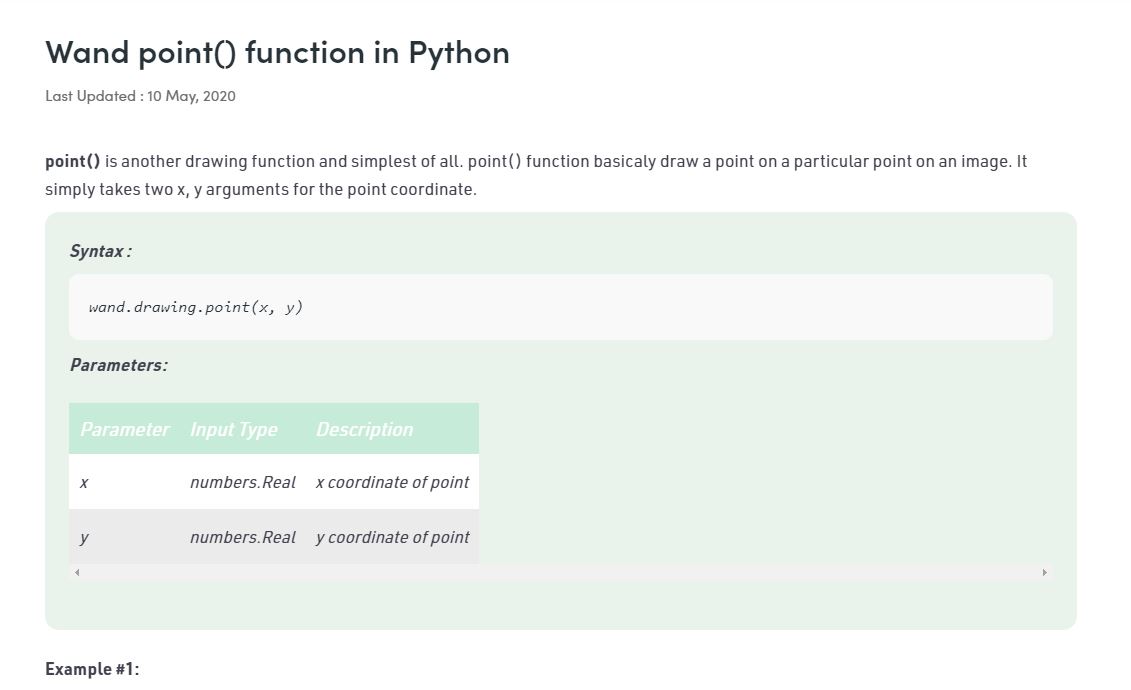 Wand point() function in Python
Last Updated : 10 May, 2020
point() is another drawing function and simplest of all. point() function basicaly draw a point on a particular point on an image. It
simply takes two x, y arguments for the point coordinate.
Syntax :
wand.drawing.point(x, y)
Parameters:
Parameter Input Type Description
x numbers.Real x coordinate of point
y numbers.Real y coordinate of point
Example #1: